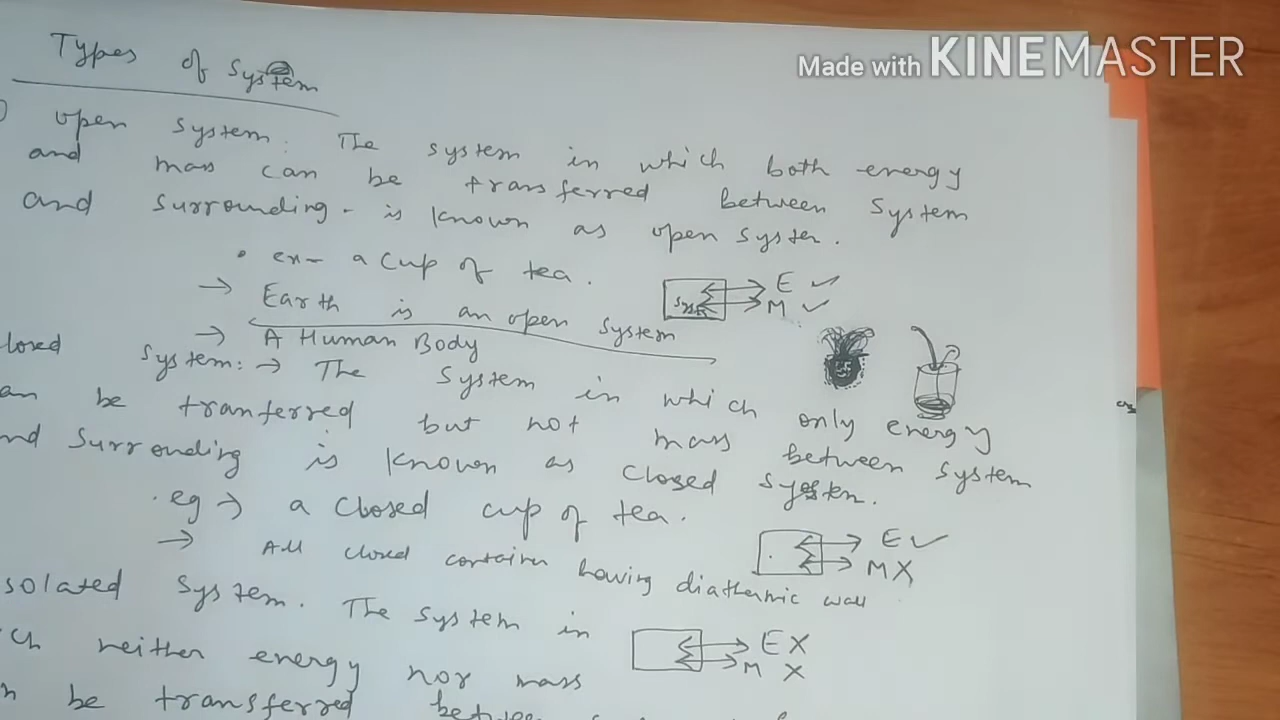 Made with KINEMASTER
Types of System
open system: The system in which both energy
and mass can be transferred between system
and surrounding. is known as open syster.
• ex- a cup of tea.
→ Earth is an open system
→ A Human Body
E ✓
M ✓
losed system: → The system in which only energy
an be tranferred but not mass between system
nd surrounding is known as closed system.
. eg → a closed cup of tea.
→ All closed container having diathermic wall
E ✓
M X
solated system. The system in
ch neither energy nor mass
n be transferred between
E X
M X